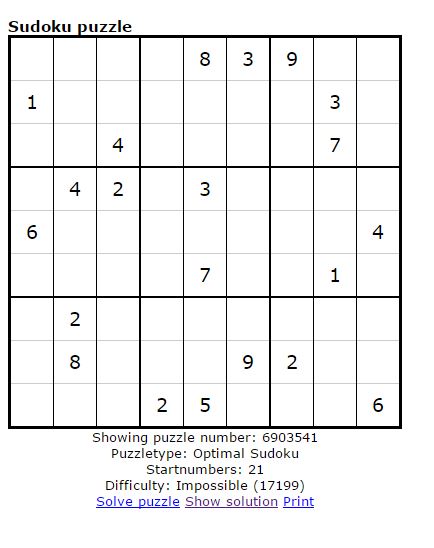 Sudoku puzzle
8 3 9
1 3
4 7
4 2 3
6 4
7 1
2
8 9 2
2 5 6
Showing puzzle number: 6903541
Puzzletype: Optimal Sudoku
Startnumbers: 21
Difficulty: Impossible (17199)
Solve puzzle Show solution Print